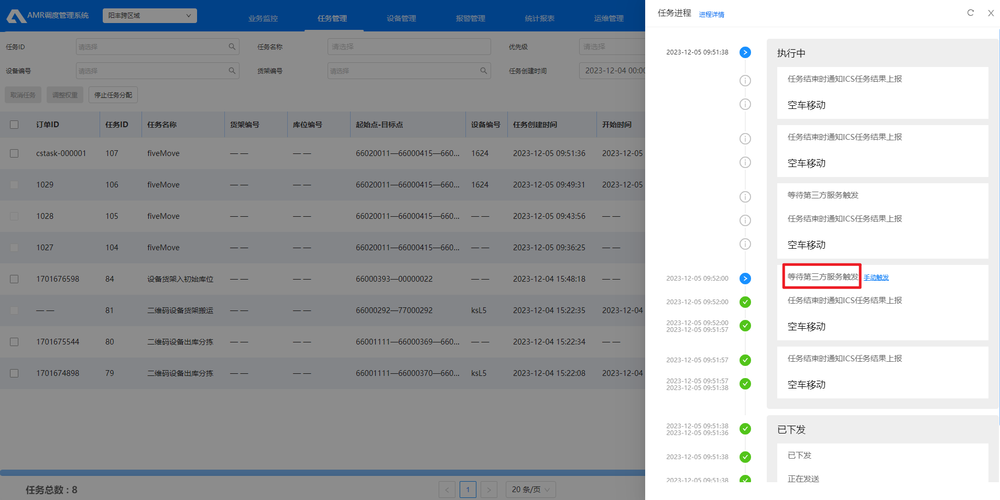 AMR调度管理系统
阳丰跨区域
业务监控
任务管理
设备管理
报警管理
统计报表
运维管理
任务ID
请选择
任务名称
请选择
优先级
请选择
设备编号
请选择
货架编号
请选择
任务创建时间
2023-12-04 00:00
取消任务
调整权重
停止任务分配
订单ID 任务ID 任务名称 货架编号 库位编号 起始点-目标点 设备编号 任务创建时间 开始时间
cstask-000001 107 fiveMove — — — — 66020011—66000415—660... 1624 2023-12-05 09:51:36 2023-12-05
1029 106 fiveMove — — — — 66020011—66000415—660... 1624 2023-12-05 09:49:31 2023-12-05
1028 105 fiveMove — — — — 66020011—66000415—660... — — 2023-12-05 09:43:56 — —
1027 104 fiveMove — — — — 66020011—66000415—660... — — 2023-12-05 09:36:25 — —
1701676598 84 设备货架入初始库位 — — — — 66000393—00000022 — — 2023-12-04 15:48:18 — —
— — 81 二维码设备货架搬运 — — — — 66000292—77000292 ksL5 2023-12-04 15:22:35 2023-12-04
1701675544 80 二维码设备出库分拣 — — — — 66001111—66000369—660... — — 2023-12-04 15:22:34 — —
1701674898 79 二维码设备出库分拣 — — — — 66001111—66000370—660... ksL5 2023-12-04 15:22:08 2023-12-04
任务总数：8
1
20 条/页
任务进程 进程详情
2023-12-05 09:51:38
执行中
任务结束时通知ICS任务结果上报
空车移动
任务结束时通知ICS任务结果上报
空车移动
等待第三方服务触发
任务结束时通知ICS任务结果上报
空车移动
2023-12-05 09:52:00
等待第三方服务触发 手动触发
2023-12-05 09:52:00
任务结束时通知ICS任务结果上报
2023-12-05 09:52:00
2023-12-05 09:51:57
空车移动
2023-12-05 09:51:57
任务结束时通知ICS任务结果上报
2023-12-05 09:51:57
2023-12-05 09:51:38
空车移动
2023-12-05 09:51:38
2023-12-05 09:51:36
已下发
2023-12-05 09:51:38
已下发
2023-12-05 09:51:38
正在发送